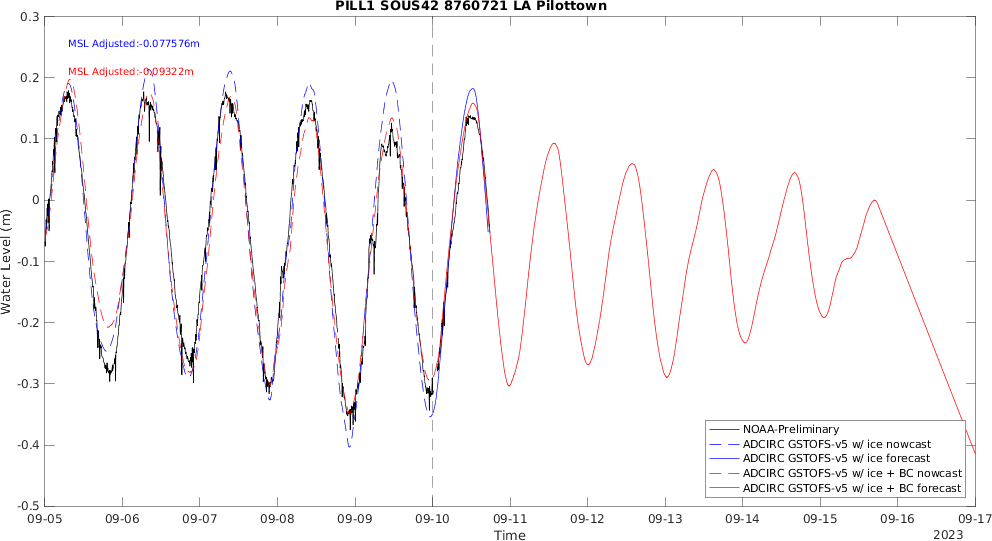 PILL1 SOUS42 8760721 LA Pilottown
MSL Adjusted:-0.077576m
MSL Adjusted:-0.09322m
0.3
0.2
0.1
0
-0.1
-0.2
-0.3
-0.4
-0.5
Water Level (m)
NOAA-Preliminary
ADCIRC GSTOFS-v5 w/ ice nowcast
ADCIRC GSTOFS-v5 w/ ice forecast
ADCIRC GSTOFS-v5 w/ ice + BC nowcast
ADCIRC GSTOFS-v5 w/ ice + BC forecast
09-05 09-06 09-07 09-08 09-09 09-10 09-11 09-12 09-13 09-14 09-15 09-16 09-17
Time
2023